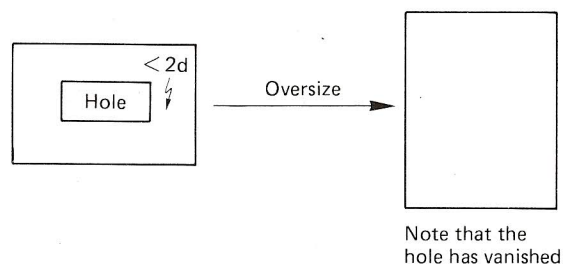 < 2d
Hole
Oversize
Note that the
hole has vanished